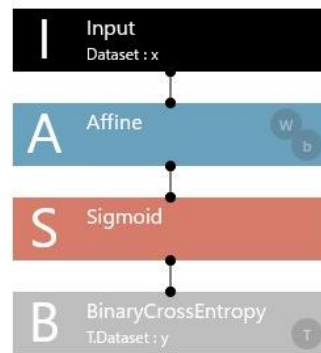 I
Input
Dataset : x
A
Affine
W
b
S
Sigmoid
B
BinaryCrossEntropy
T.Dataset : y
T